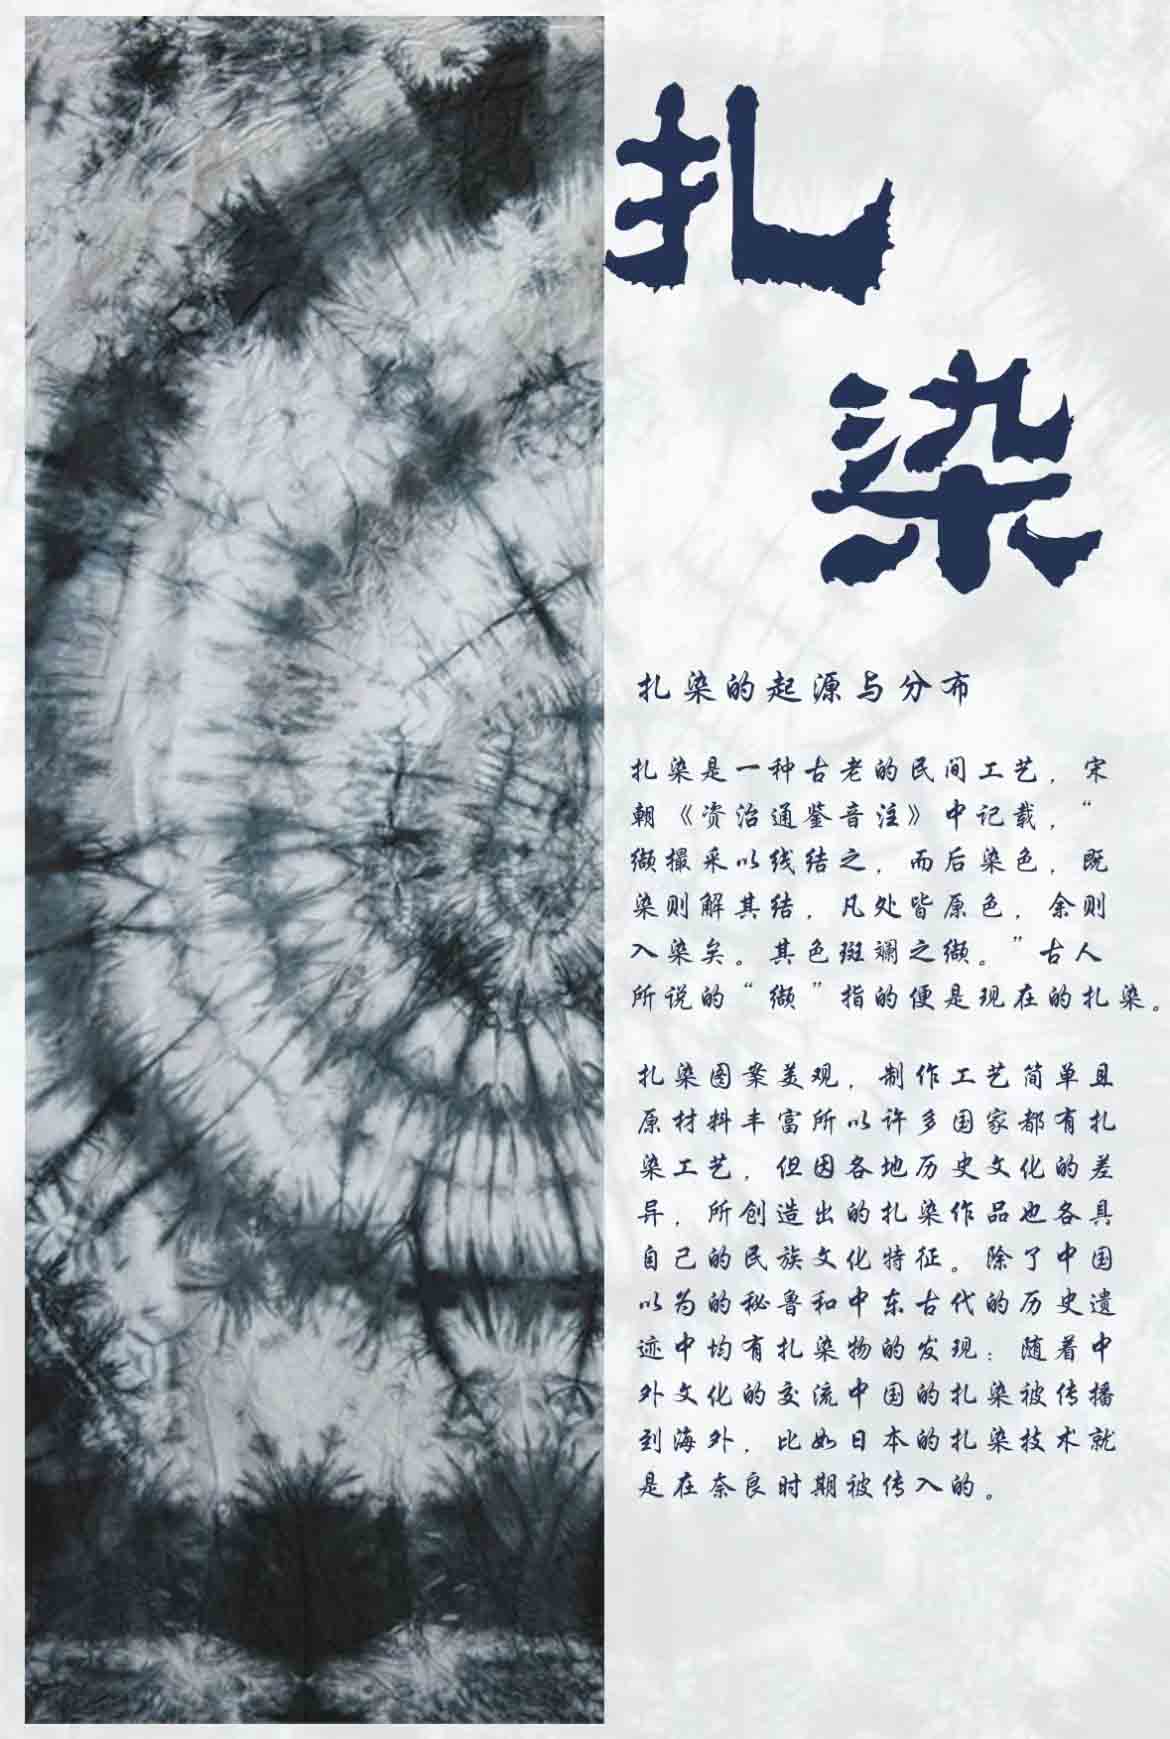 扎
染
扎染的起源与分布
扎染是一种古老的民间工艺，宋
朝《资治通鉴音注》中记载，“
缬撮采以线结之，而后染色，既
染则解其结，凡处皆原色，余则
入染矣。其色斑斓之缬。”古人
所说的“缬”指的便是现在的扎染。
扎染图案美观，制作工艺简单且
原材料丰富所以许多国家都有扎
染工艺，但因各地历史文化的差
异，所创造出的扎染作品也各具
自己的民族文化特征。除了中国
以为的秘鲁和中东古代的历史遗
迹中均有扎染物的发现；随着中
外文化的交流中国的扎染被传播
到海外，比如日本的扎染技术就
是在奈良时期被传入的。